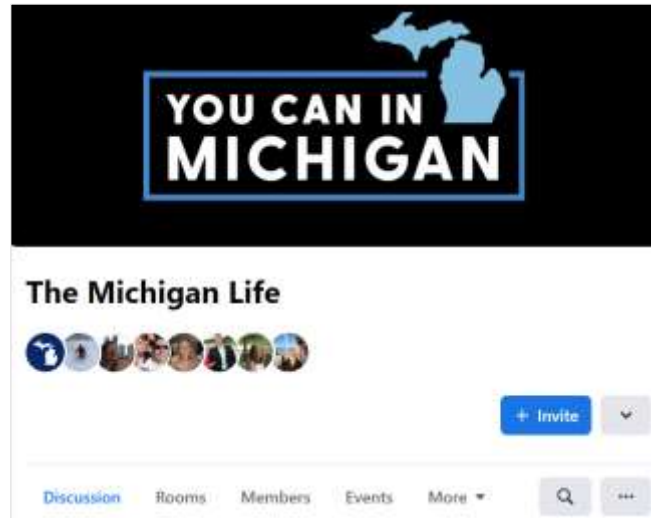 YOU CAN IN
MICHIGAN
The Michigan Life
+ Invite
Discussion Rooms Members Events More